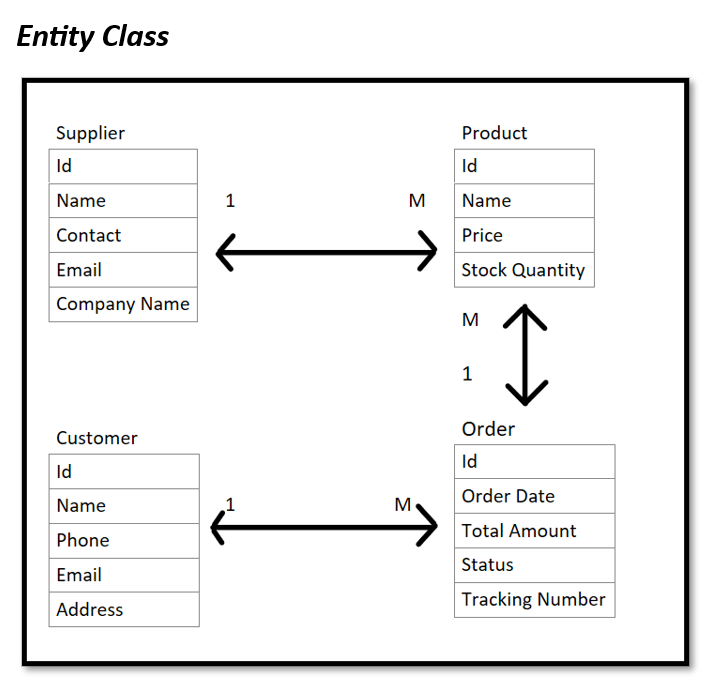 Entity Class
Supplier
Id
Name
Contact
Email
Company Name
1
M
Product
Id
Name
Price
Stock Quantity
M
1
Customer
Id
Name
Phone
Email
Address
1
M
Order
Id
Order Date
Total Amount
Status
Tracking Number